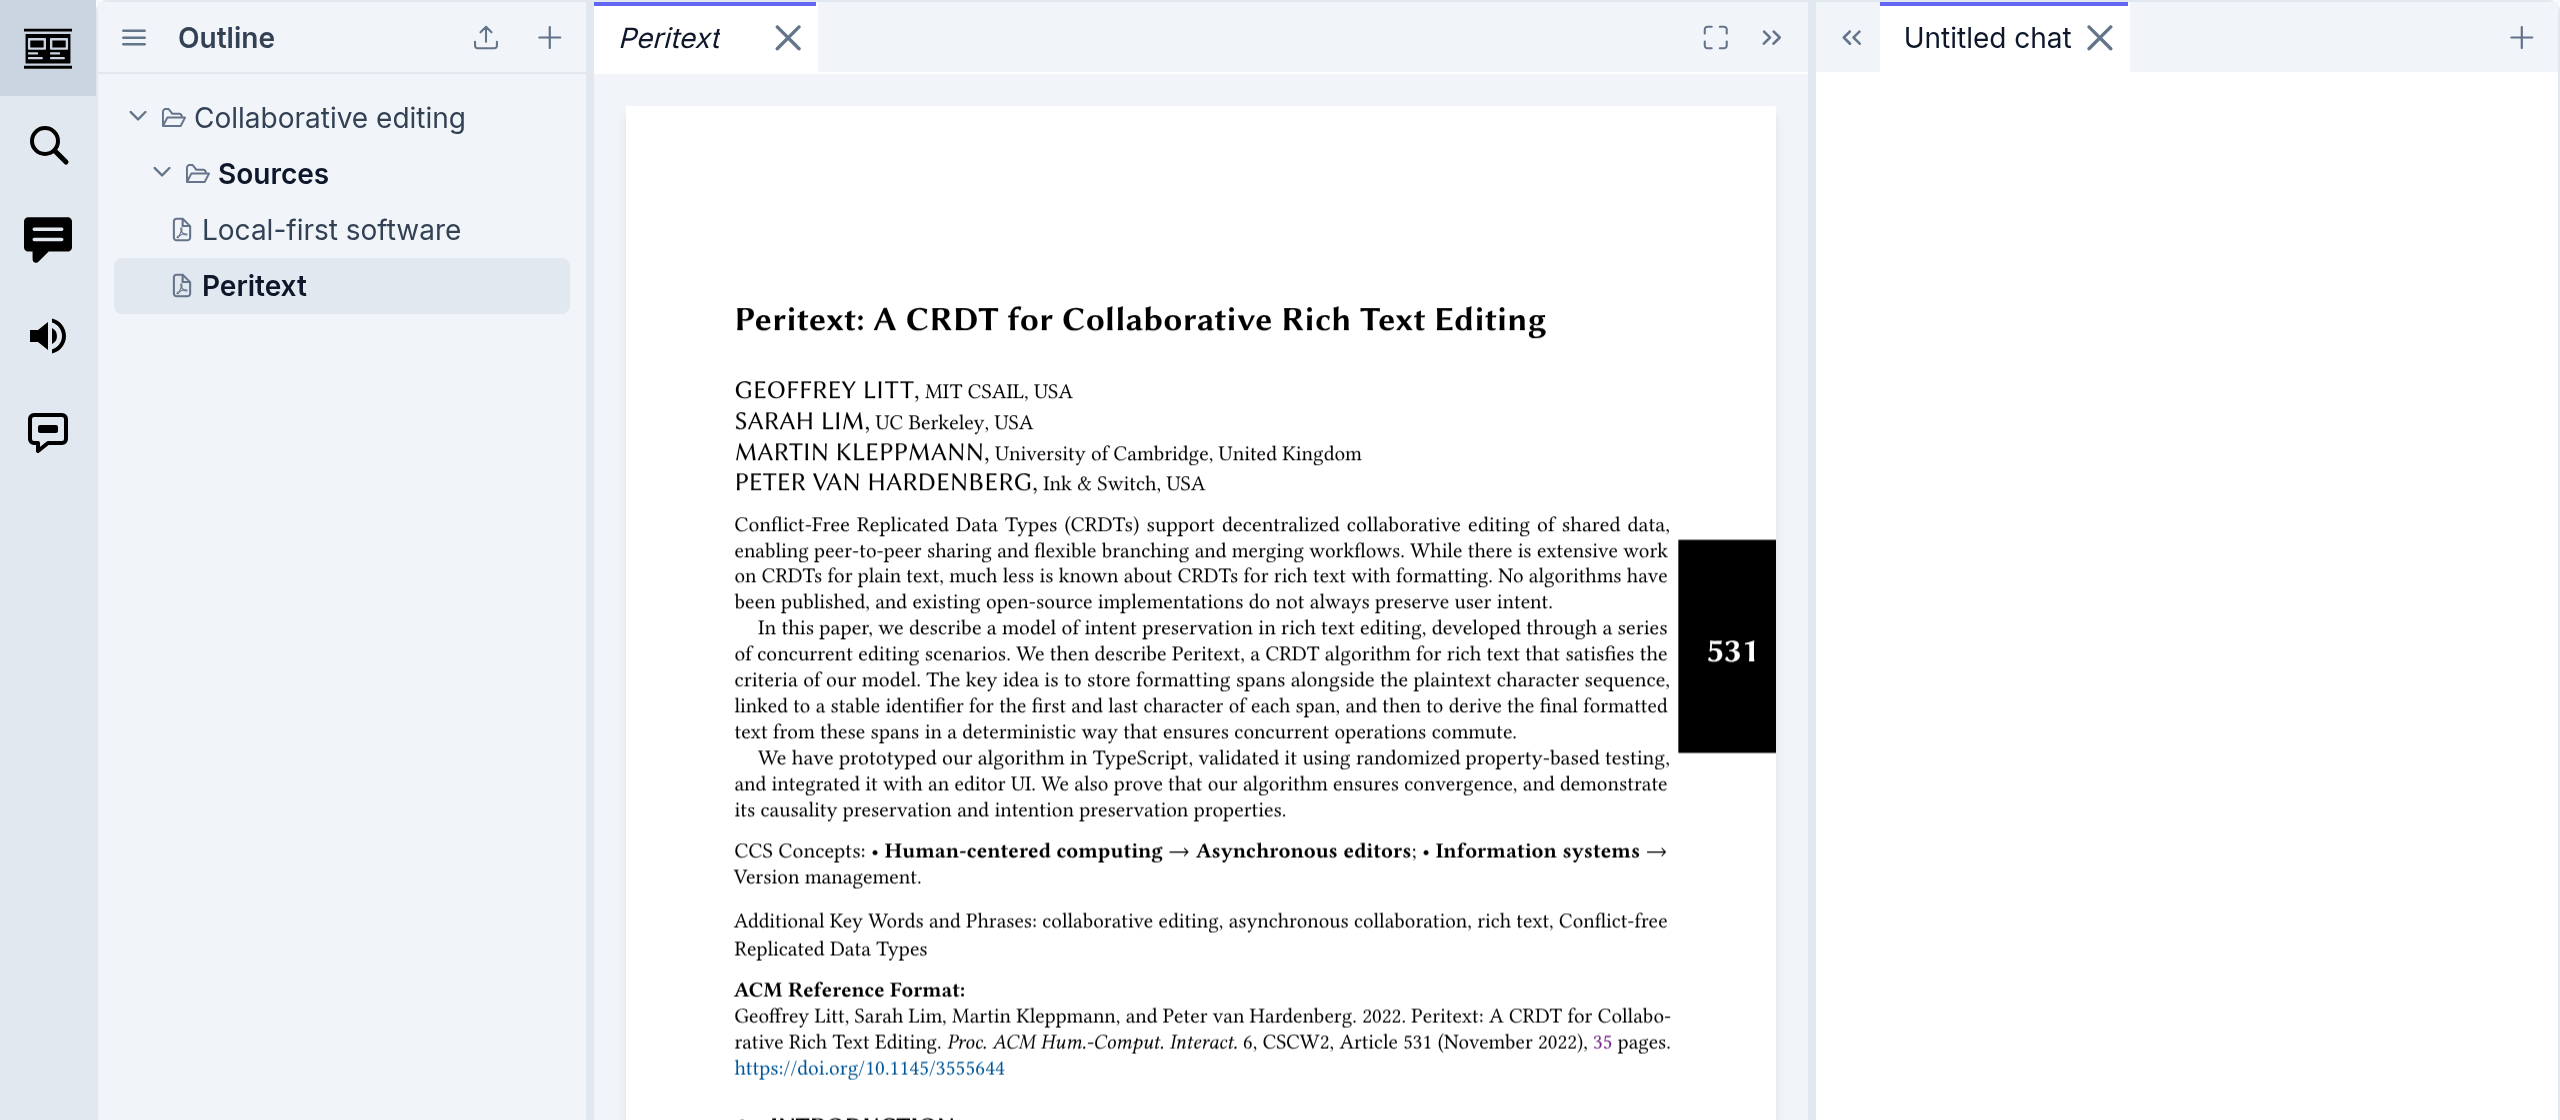 Outline
Collaborative editing
Sources
Local-first software
Peritext
Peritext
Peritext: A CRDT for Collaborative Rich Text Editing
GEOFFREY LITT, MIT CSAIL, USA
SARAH LIM, UC Berkeley, USA
MARTIN KLEPPMANN, University of Cambridge, United Kingdom
PETER VAN HARDENBERG, Ink & Switch, USA
Conflict-Free Replicated Data Types (CRDTs) support decentralized collaborative editing of shared data,
enabling peer-to-peer sharing and flexible branching and merging workflows. While there is extensive work
on CRDTs for plain text, much less is known about CRDTs for rich text with formatting. No algorithms have
been published, and existing open-source implementations do not always preserve user intent.
In this paper, we describe a model of intent preservation in rich text editing, developed through a series
of concurrent editing scenarios. We then describe Peritext, a CRDT algorithm for rich text that satisfies the
criteria of our model. The key idea is to store formatting spans alongside the plaintext character sequence,
linked to a stable identifier for the first and last character of each span, and then to derive the final formatted
text from these spans in a deterministic way that ensures concurrent operations commute.
We have prototyped our algorithm in TypeScript, validated it using randomized property-based testing,
and integrated it with an editor UI. We also prove that our algorithm ensures convergence, and demonstrate
its causality preservation and intention preservation properties.
CCS Concepts: • Human-centered computing → Asynchronous editors; • Information systems →
Version management.
Additional Key Words and Phrases: collaborative editing, asynchronous collaboration, rich text, Conflict-free
Replicated Data Types
ACM Reference Format:
Geoffrey Litt, Sarah Lim, Martin Kleppmann, and Peter van Hardenberg. 2022. Peritext: A CRDT for Collabo-
rative Rich Text Editing. Proc. ACM Hum.-Comput. Interact. 6, CSCW2, Article 531 (November 2022), 35 pages.
https://doi.org/10.1145/3555644
531
Untitled chat